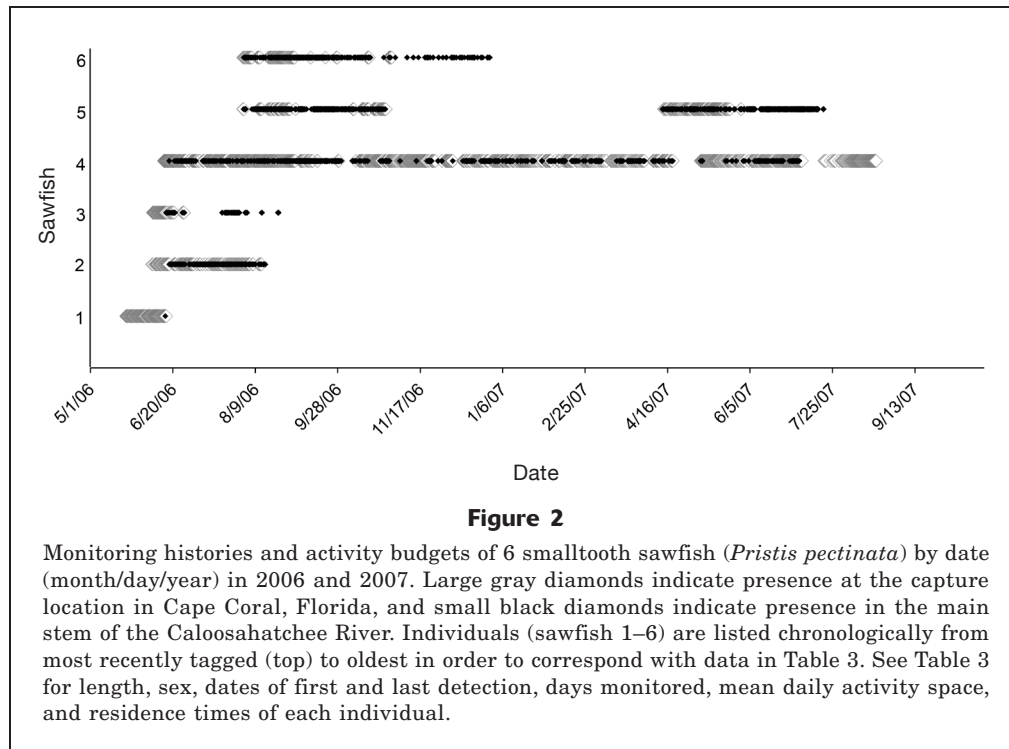 6
5
4
3
2
1
Sawfish
5/1/06
6/20/06
8/9/06
9/28/06
11/17/06
1/6/07
2/25/07
4/16/07
6/5/07
7/25/07
9/13/07
Date
Figure 2
Monitoring histories and activity budgets of 6 smalltooth sawfish (Pristis pectinata) by date
(month/day/year) in 2006 and 2007. Large gray diamonds indicate presence at the capture
location in Cape Coral, Florida, and small black diamonds indicate presence in the main
stem of the Caloosahatchee River. Individuals (sawfish 1–6) are listed chronologically from
most recently tagged (top) to oldest in order to correspond with data in Table 3. See Table 3
for length, sex, dates of first and last detection, days monitored, mean daily activity space,
and residence times of each individual.